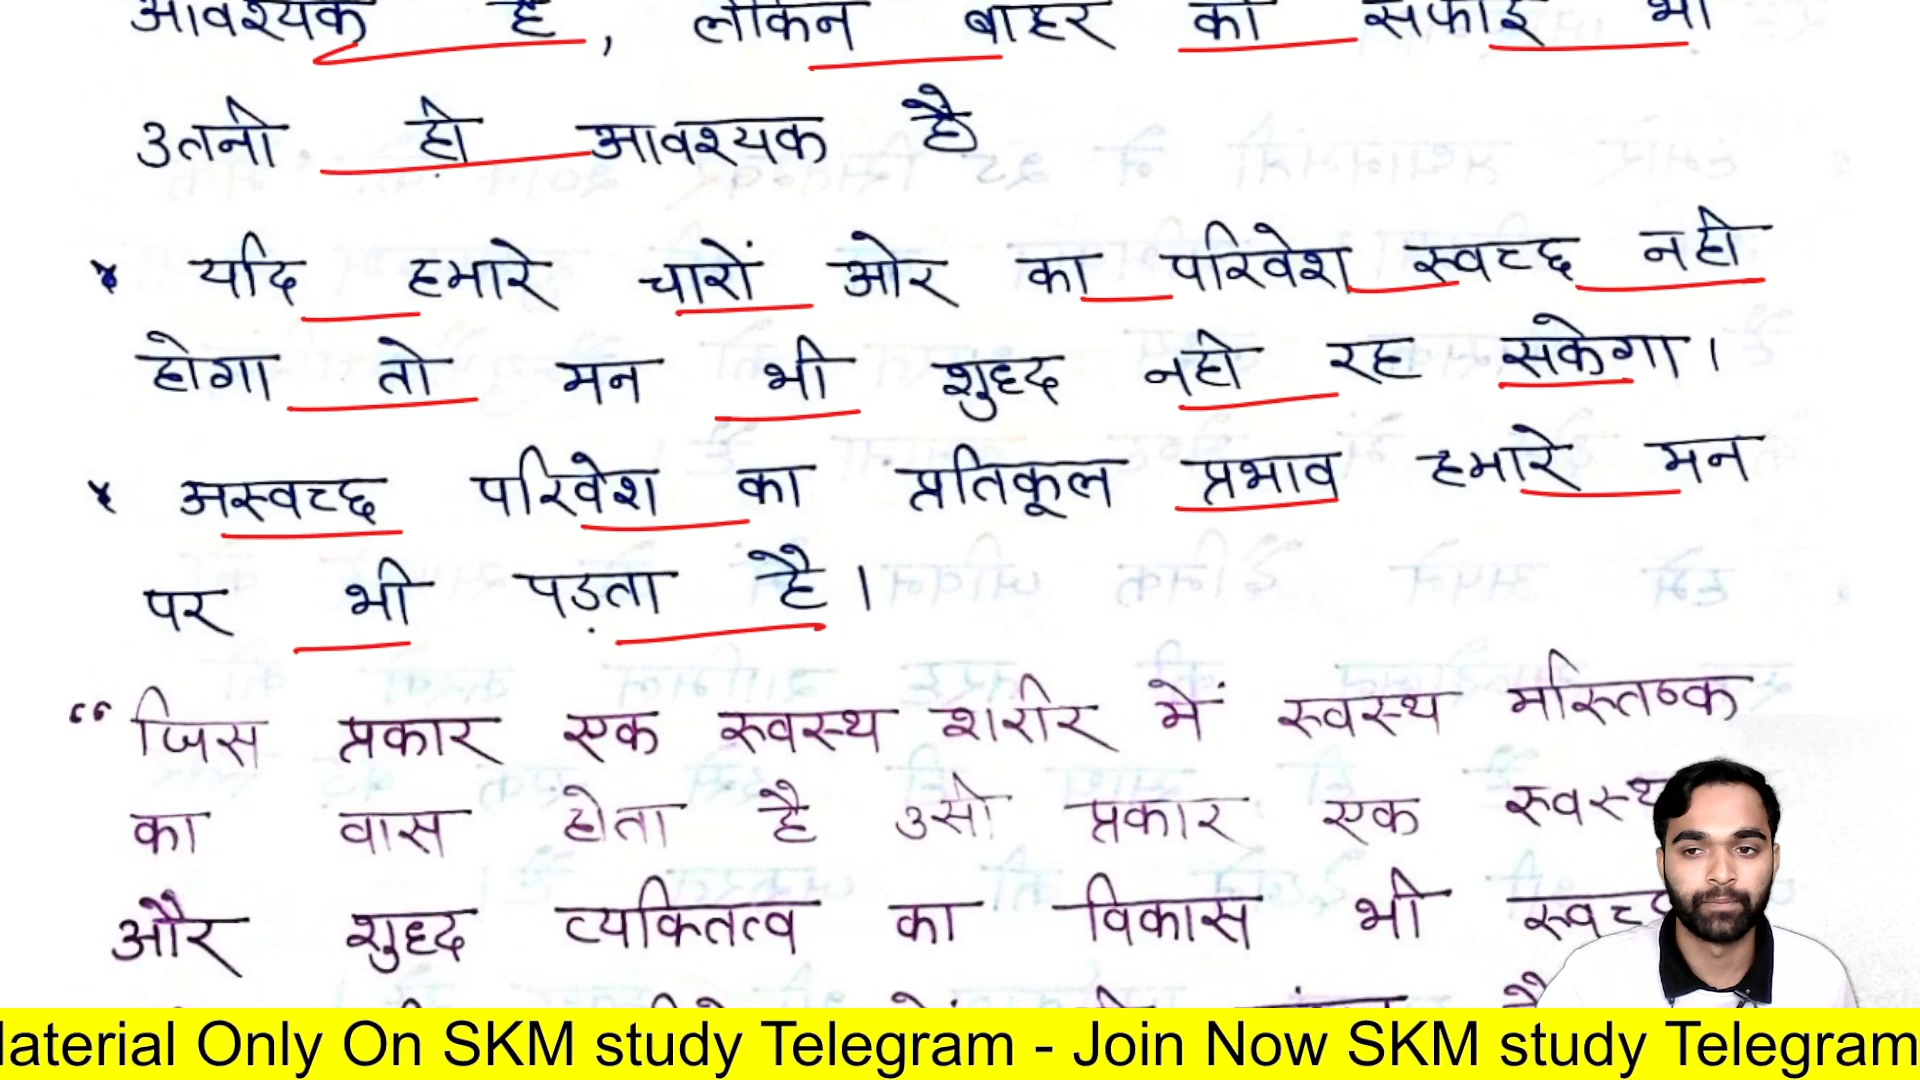 आवश्यक है, लेकिन बाहर की सफाई भी
उतनी ही आवश्यक है
* यदि हमारे चारों ओर का परिवेश स्वच्छ नही
होगा तो मन भी शुद्ध नही रह सकेगा।
* अस्वच्छ परिवेश का प्रतिकूल प्रभाव हमारे मन
पर भी पड़ता है।
“जिस प्रकार एक स्वस्थ शरीर में स्वस्थ मस्तिष्क
का वास होता है उसी प्रकार एक स्वस्थ
और शुद्ध व्यक्तित्व का विकास भी
Material Only On SKM study Telegram - Join Now SKM study Telegram